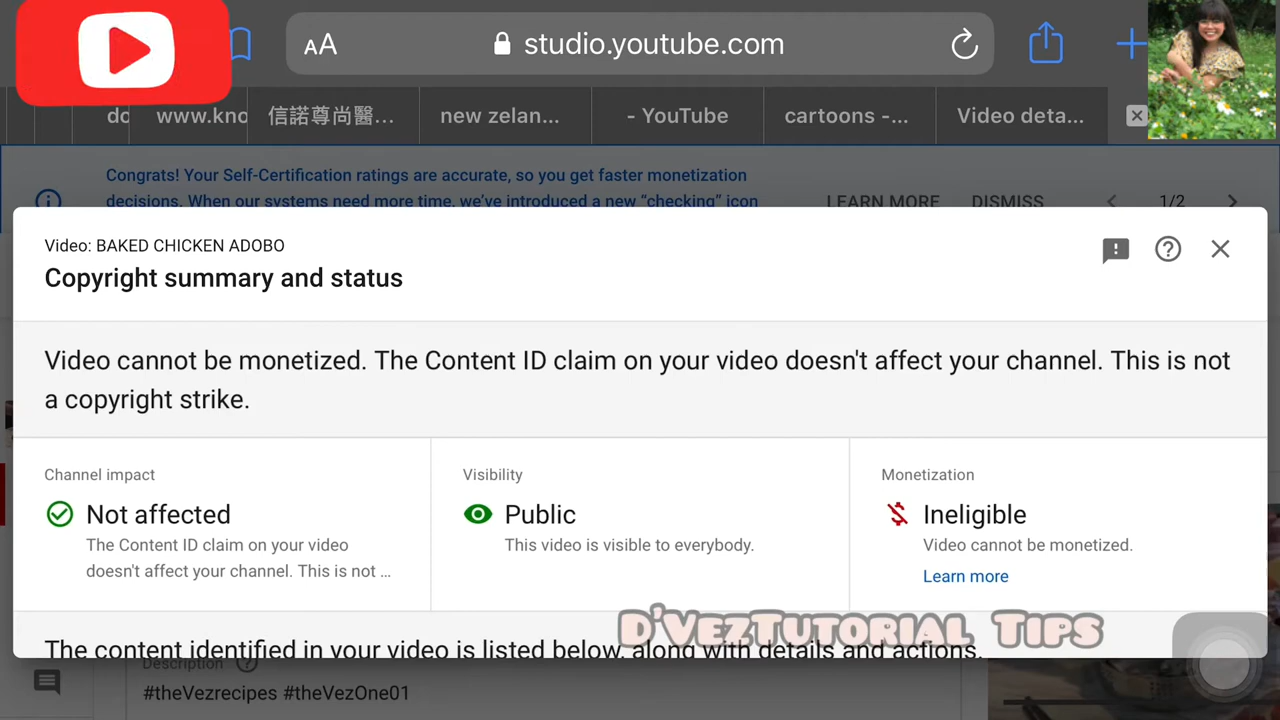 AA studio.youtube.com
do www.kno 信諾尊尚醫... new zelan... - YouTube cartoons -... Video deta...
Congrats! Your Self-Certification ratings are accurate, so you get faster monetization
decisions. When our systems need more time, we've introduced a new "checking" icon
LEARN MORE DISMISS 1/2
Video: BAKED CHICKEN ADOBO
Copyright summary and status
Video cannot be monetized. The Content ID claim on your video doesn't affect your channel. This is not
a copyright strike.
Channel impact
Not affected
The Content ID claim on your video
doesn't affect your channel. This is not ...
Visibility
Public
This video is visible to everybody.
Monetization
Ineligible
Video cannot be monetized.
Learn more
D'VezTutorial Tips
The content identified in your video is listed below, along with details and actions.
Description
#theVezrecipes #theVezOne01